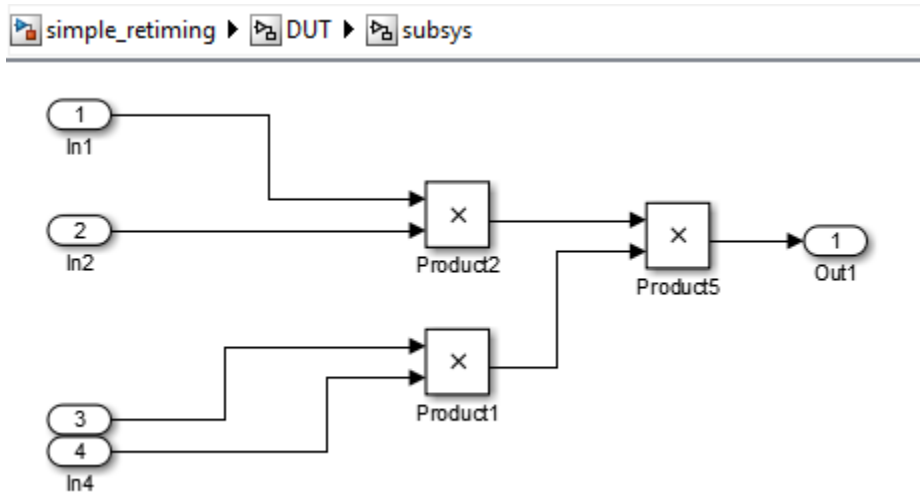 simple_retiming ▶ DUT ▶ subsys
1
In1
2
In2
×
Product2
×
Product5
1
Out1
×
Product1
3
4
In4